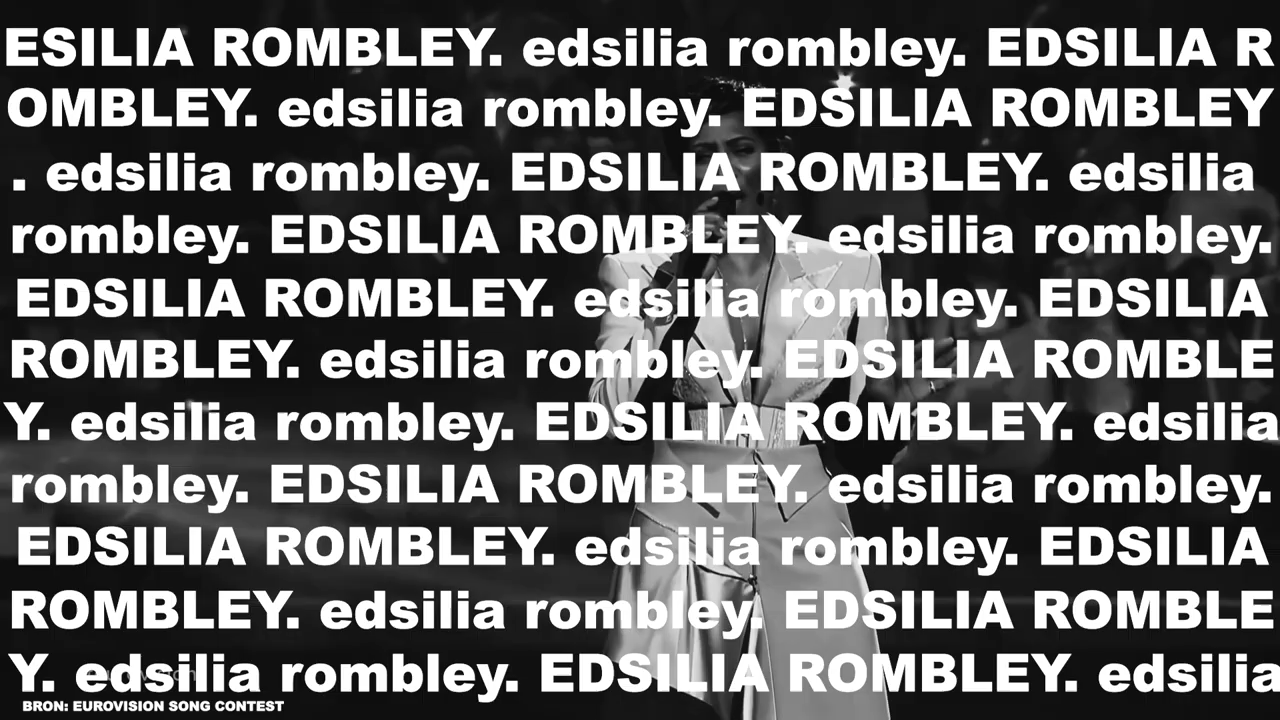 ESILIA ROMBLEY. edsilia rombley. EDSILIA R
OMBLEY. edsilia rombley. EDSILIA ROMBLEY
. edsilia rombley. EDSILIA ROMBLEY. edsilia
rombley. EDSILIA ROMBLEY. edsilia rombley.
EDSILIA ROMBLEY. edsilia rombley. EDSILIA
ROMBLEY. edsilia rombley. EDSILIA ROMBLE
Y. edsilia rombley. EDSILIA ROMBLEY. edsilia
rombley. EDSILIA ROMBLEY. edsilia rombley.
EDSILIA ROMBLEY. edsilia rombley. EDSILIA
ROMBLEY. edsilia rombley. EDSILIA ROMBLE
Y. edsilia rombley. EDSILIA ROMBLEY. edsilia
BRON: EUROVISION SONG CONTEST